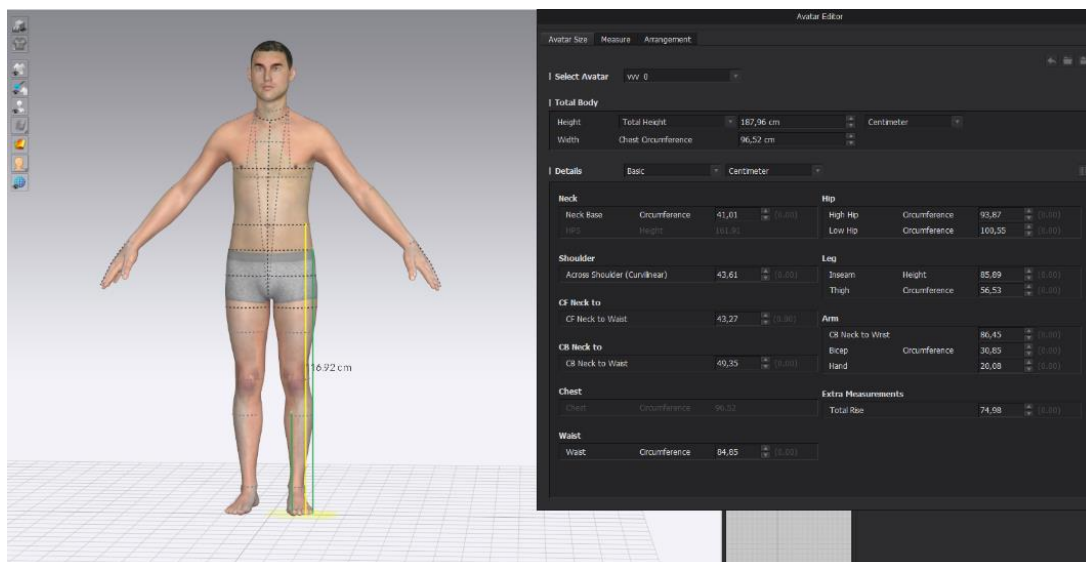 Avatar Editor
Avatar Size Measure Arrangement
Select Avatar vvv_0
Total Body
Height Total Height 187,96 cm Centimeter
Width Chest Circumference 96,52 cm
Details Basic Centimeter
Neck
Neck Base Circumference 41,01 (0.00)
HPS Height 161.91
Shoulder
Across Shoulder (Curvilinear) 43,61 (0.00)
CF Neck to
CF Neck to Waist 43,27 (0.00)
CB Neck to
CB Neck to Waist 49,35 (0.00)
Chest
Chest Circumference 96.52
Waist
Waist Circumference 84,85 (0.00)
Hip
High Hip Circumference 93,87 (0.00)
Low Hip Circumference 100,55 (0.00)
Leg
Inseam Height 85,89 (0.00)
Thigh Circumference 56,53 (0.00)
Arm
CB Neck to Wrist 86,45 (0.00)
Bicep Circumference 30,85 (0.00)
Hand 20,08 (0.00)
Extra Measurements
Total Rise 74,98 (0.00)
16.92 cm